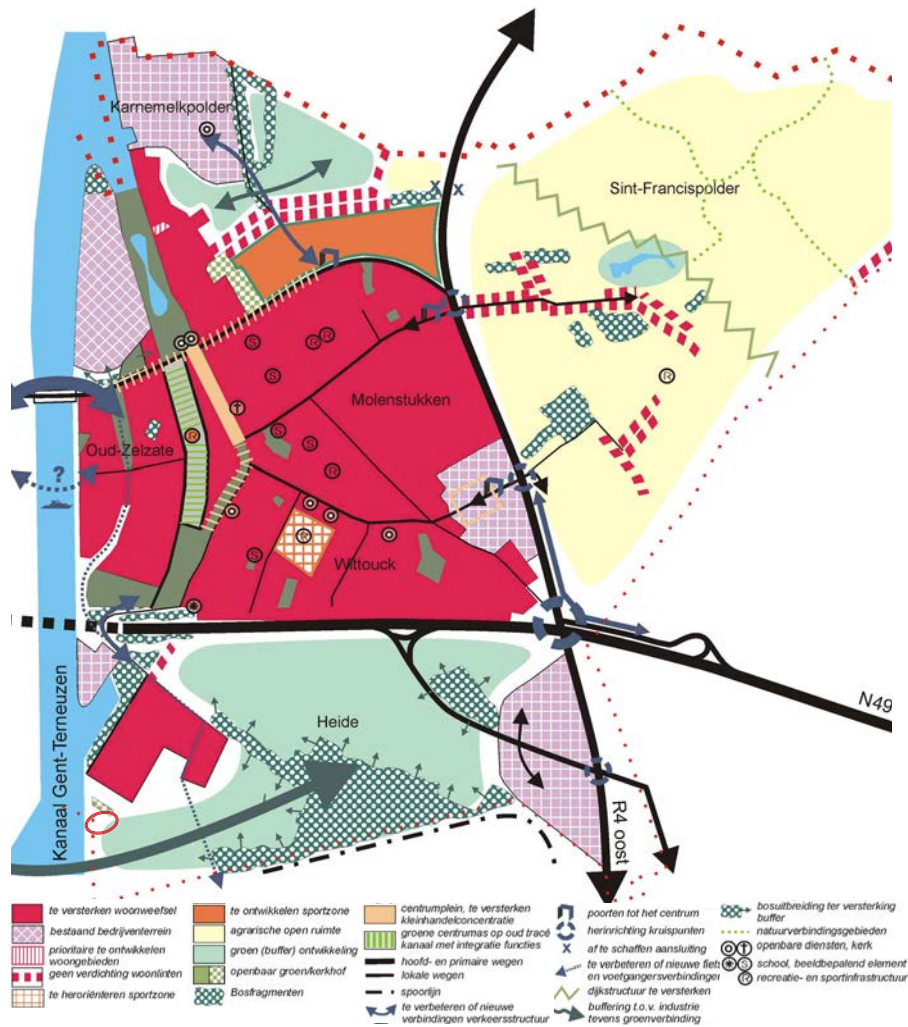 Karnemelkpolder
Sint-Francispolder
Molenstukken
Oud-Zelzate
?
Wittouck
Heide
N49
R4 oost
Kanaal Gent-Terneuzen
S
R
R
S
R
R
S
S
R
R
S
te versterken woonweefsel
bestaand bedrijventerrein
prioritaire te ontwikkelen
woongebieden
geen verdichting woonlinten
te heroriënteren sportzone
te ontwikkelen sportzone
agrarische open ruimte
groen (buffer) ontwikkeling
openbaar groen/kerkhof
Bosfragmenten
centrumplein, te versterken
kleinhandelconcentratie
groene centrumas op oud tracé
kanaal met integratie functies
hoofd- en primaire wegen
lokale wegen
spoorlijn
te verbeteren of nieuwe
verbindingen verkeersstructuur
poorten tot het centrum
herinrichting kruispunten
x af te schaffen aansluiting
te verbeteren of nieuwe fiets
en voetgangersverbindingen
dijkstructuur te versterken
buffering t.o.v. industrie
tevens groenverbinding
bosuitbreiding ter versterking
buffer
natuurverbindingsgebieden
openbare diensten, kerk
S school, beeldbepalend element
R recreatie- en sportinfrastructuur